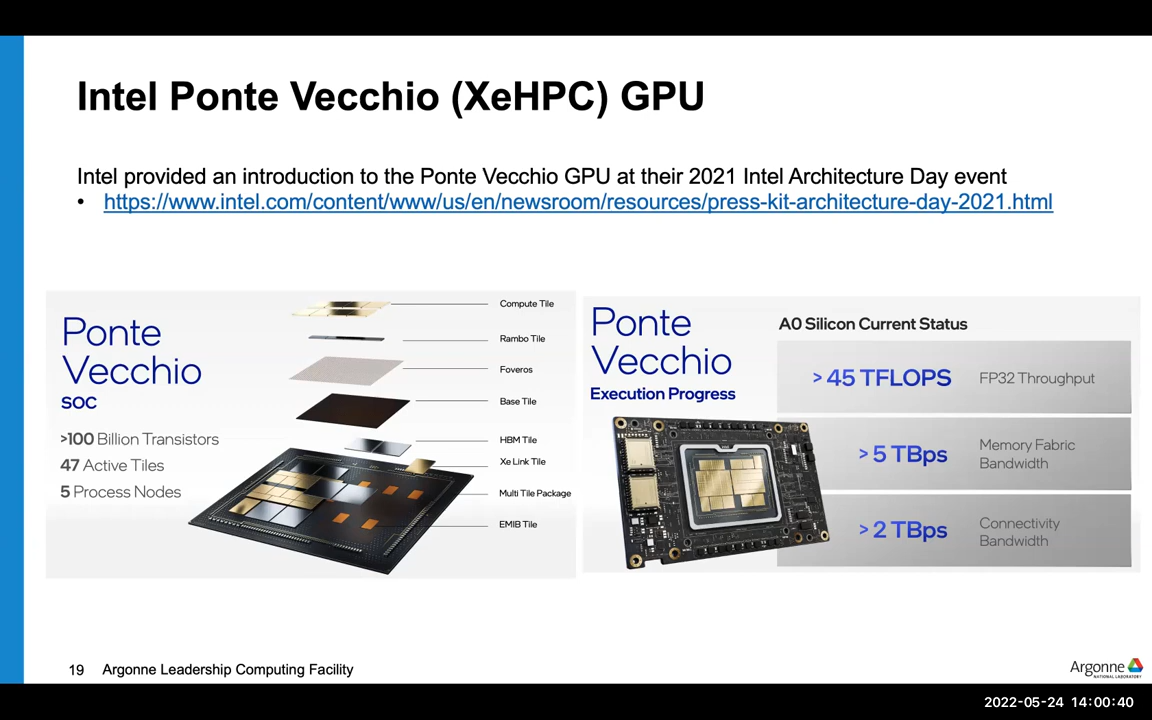 Intel Ponte Vecchio (XeHPC) GPU
Intel provided an introduction to the Ponte Vecchio GPU at their 2021 Intel Architecture Day event
• https://www.intel.com/content/www/us/en/newsroom/resources/press-kit-architecture-day-2021.html
Ponte
Vecchio
SOC
>100 Billion Transistors
47 Active Tiles
5 Process Nodes
Compute Tile
Rambo Tile
Foveros
Base Tile
HBM Tile
Xe Link Tile
Multi Tile Package
EMIB Tile
Ponte
Vecchio
Execution Progress
A0 Silicon Current Status
> 45 TFLOPS
FP32 Throughput
> 5 TBps
Memory Fabric
Bandwidth
> 2 TBps
Connectivity
Bandwidth
19 Argonne Leadership Computing Facility
Argonne
NATIONAL LABORATORY
2022-05-24 14:00:40